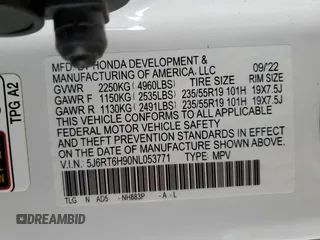 MFD. BY HONDA DEVELOPMENT & 09/22
MANUFACTURING OF AMERICA, LLC
GVWR 2250KG (4960LBS) TIRE SIZE RIM SIZE
GAWR F 1150KG (2535LBS) 235/55R19 101H 19X7.5J
GAWR R 1130KG (2491LBS) 235/55R19 101H 19X7.5J
THIS VEHICLE CONFORMS TO ALL APPLICABLE
FEDERAL MOTOR VEHICLE SAFETY, BUMPER,
AND THEFT PREVENTION STANDARDS IN EFFECT
ON THE DATE OF MANUFACTURE SHOWN ABOVE.
V.I.N.: 5J6RT6H90NL053771 TYPE: MPV
TLG N AD5 -NH883P -A -L
TPG A2
DREAMBID